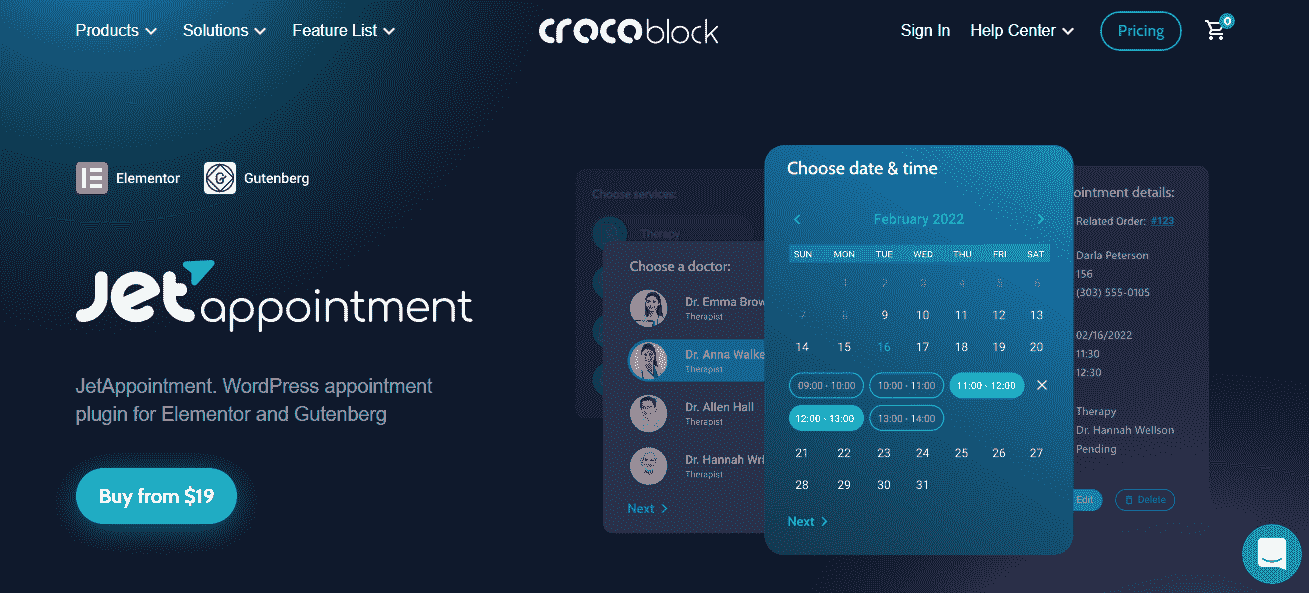 Products Solutions Feature List crocoblock Sign In Help Center Pricing 0
Elementor Gutenberg
Jet appointment
JetAppointment. WordPress appointment
plugin for Elementor and Gutenberg
Buy from $19
Choose services:
Therapy
Choose a doctor:
Dr. Emma Brow
Therapist
Dr. Anna Walke
Therapist
Dr. Allen Hall
Therapist
Dr. Hannah Wri
Therapist
Next
Choose date & time
February 2022
SUN MON TUE WED THU FRI SAT
1 2 3 4 5 6
7 8 9 10 11 12 13
14 15 16 17 18 19 20
09:00 - 10:00 10:00 - 11:00 11:00 - 12:00
12:00 - 13:00 13:00 - 14:00
21 22 23 24 25 26 27
28 29 30 31
Next
ointment details:
Related Order: #123
Darla Peterson
156
(303) 555-0105
02/16/2022
11:30
12:30
Therapy
Dr. Hannah Wellson
Pending
Edit Delete